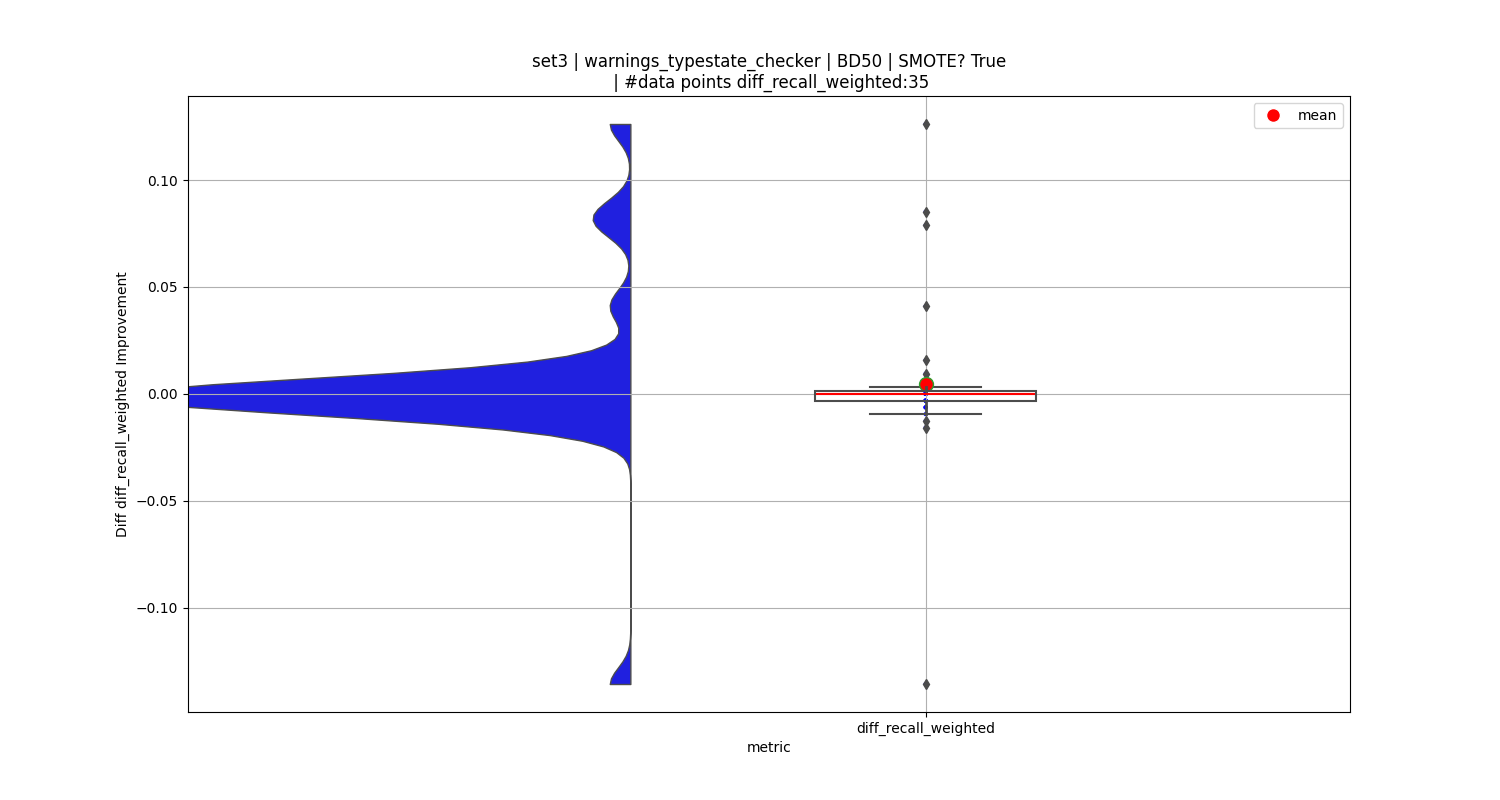 set3 | warnings_typestate_checker | BD50 | SMOTE? True
| #data points diff_recall_weighted:35
mean
0.10
0.05
0.00
−0.05
−0.10
Diff diff_recall_weighted Improvement
diff_recall_weighted
metric